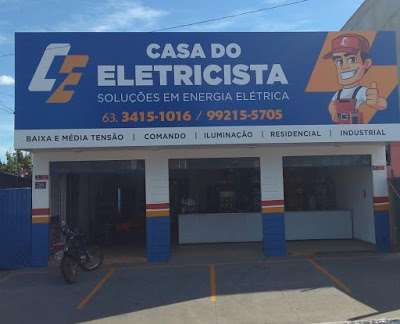 CE
CASA DO
ELETRICISTA
SOLUÇÕES EM ENERGIA ELÉTRICA
63. 3415-1016 / 99215-5705
BAIXA E MÉDIA TENSÃO | COMANDO | ILUMINAÇÃO | RESIDENCIAL | INDUSTRIAL